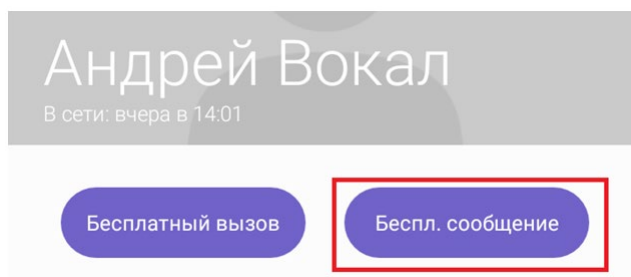 Андрей Вокал
В сети: вчера в 14:01
Бесплатный вызов
Беспл. сообщение